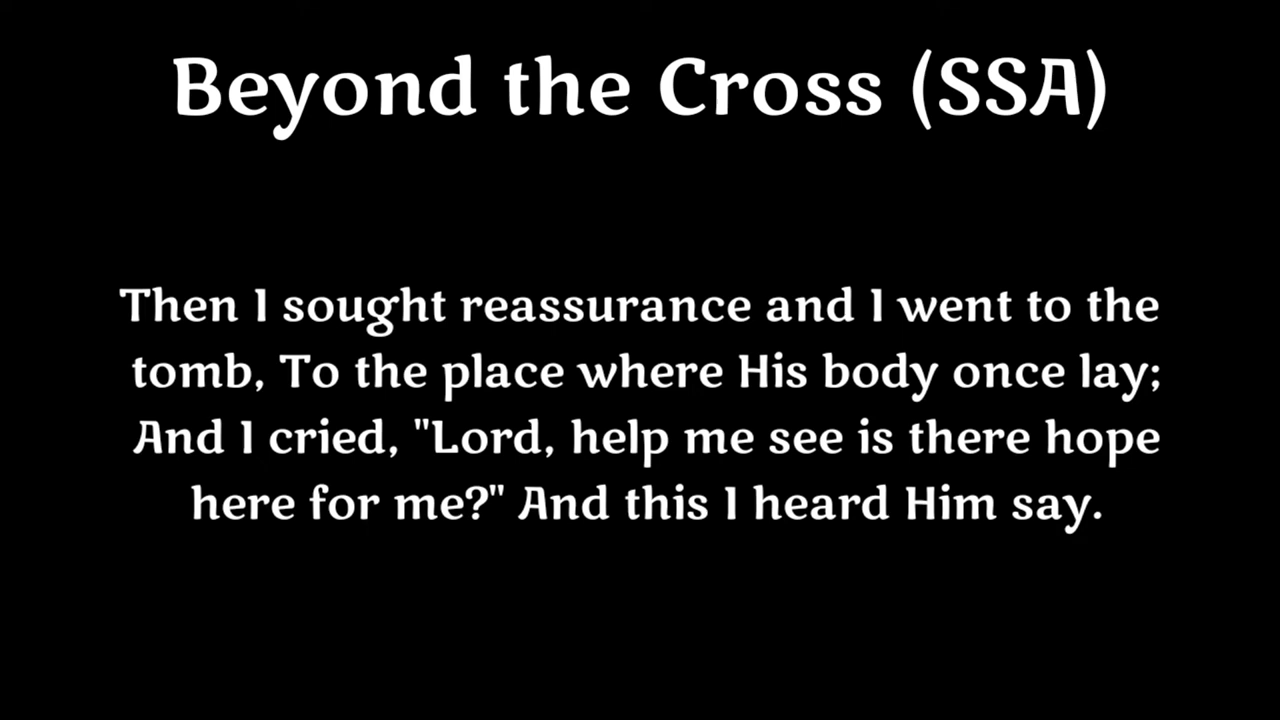 Beyond the Cross (SSA)
Then I sought reassurance and I went to the
tomb, To the place where His body once lay;
And I cried, "Lord, help me see is there hope
here for me?" And this I heard Him say.